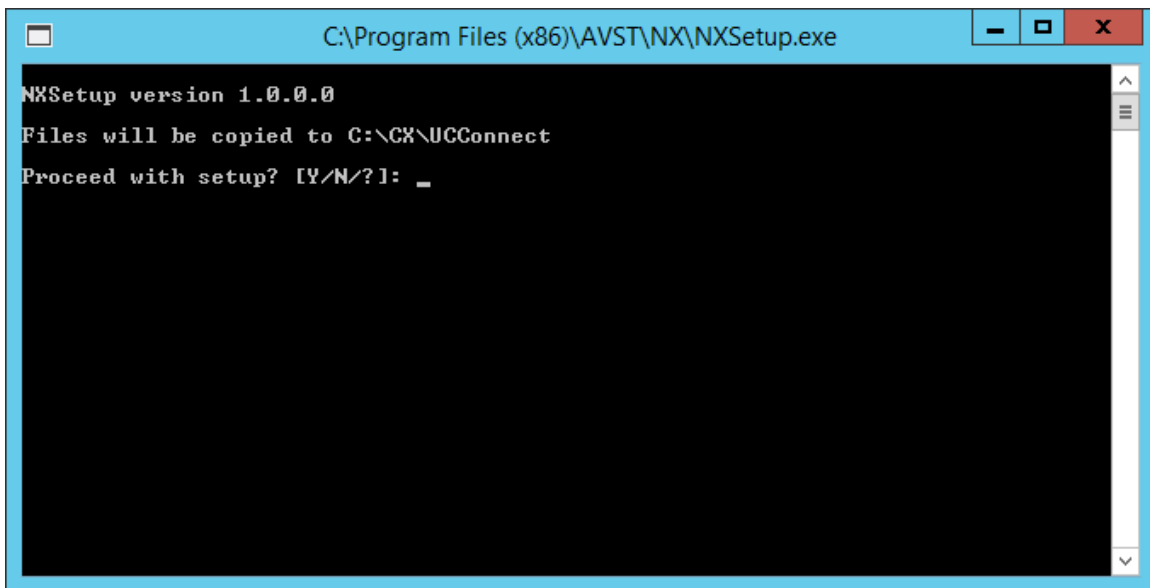 C:\Program Files (x86)\AVST\NX\NXSetup.exe
NXSetup version 1.0.0.0
Files will be copied to C:\CX\UCConnect
Proceed with setup? [Y/N/?]: _